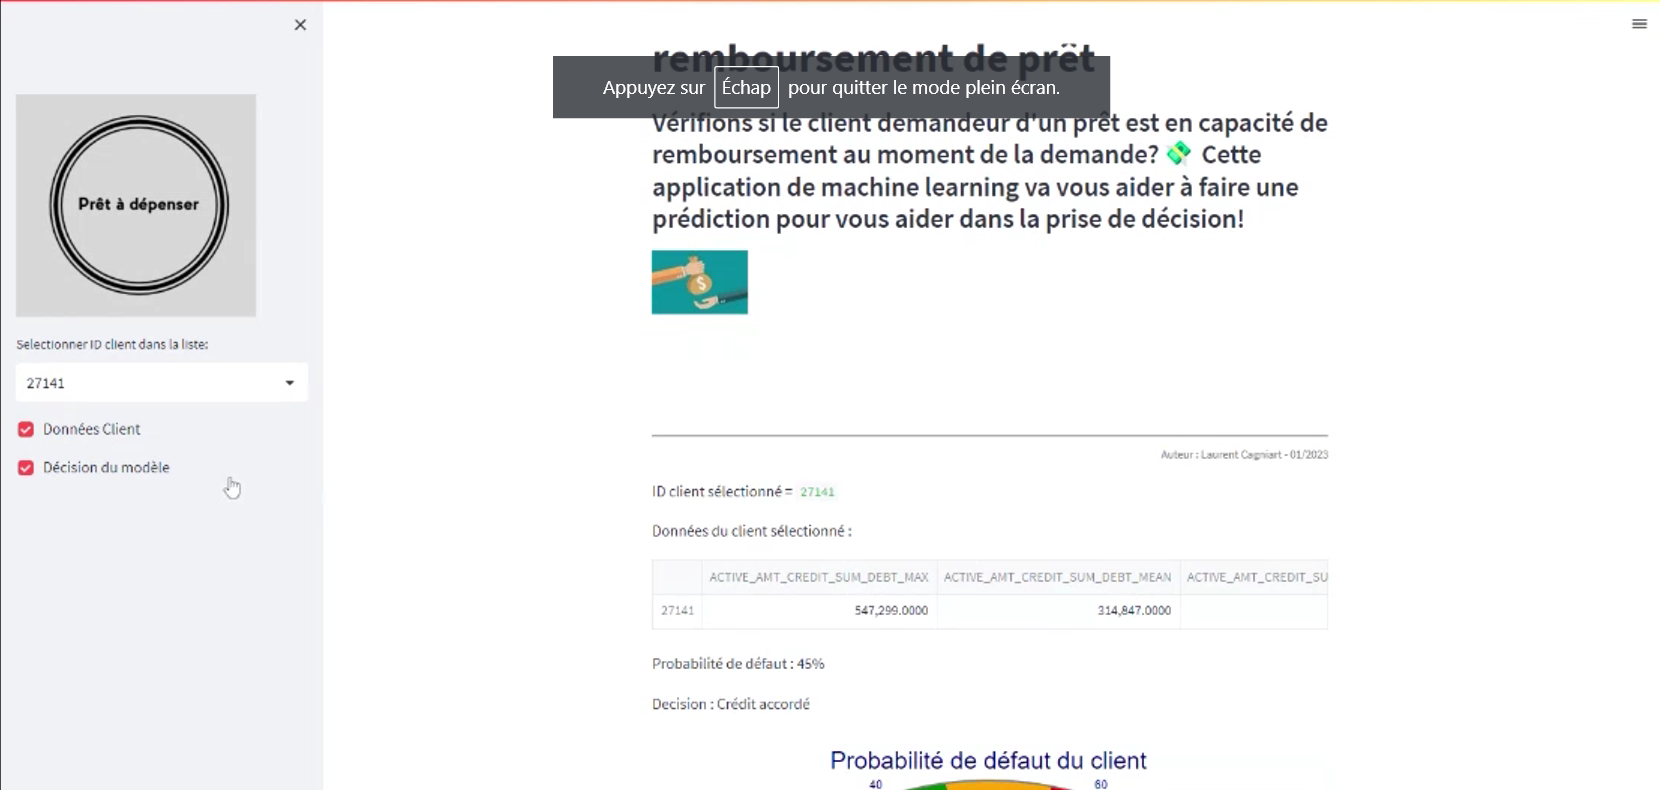 remboursement de prêt
Appuyez sur Échap pour quitter le mode plein écran.
Vérifions si le client demandeur d'un prêt est en capacité de
remboursement au moment de la demande? 💸 Cette
application de machine learning va vous aider à faire une
prédiction pour vous aider dans la prise de décision!
$
Prêt à dépenser
Selectionner ID client dans la liste:
27141
Données Client
Décision du modèle
Auteur : Laurent Cagniart - 01/2023
ID client sélectionné = 27141
Données du client sélectionné :
ACTIVE_AMT_CREDIT_SUM_DEBT_MAX ACTIVE_AMT_CREDIT_SUM_DEBT_MEAN ACTIVE_AMT_CREDIT_SU
27141 547,299.0000 314,847.0000
Probabilité de défaut : 45%
Decision : Crédit accordé
Probabilité de défaut du client
40 60